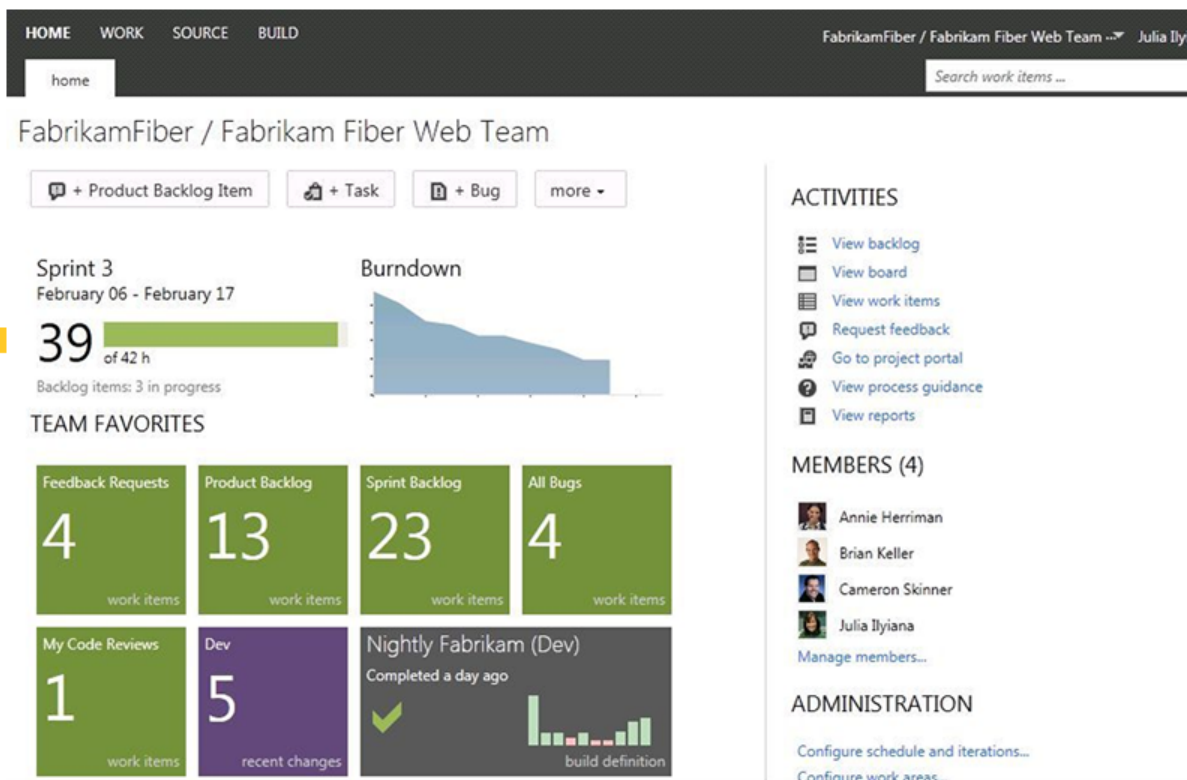 HOME WORK SOURCE BUILD
FabrikamFiber / Fabrikam Fiber Web Team ... Julia Ily
home
Search work items ...
FabrikamFiber / Fabrikam Fiber Web Team
+ Product Backlog Item
+ Task
+ Bug
more
Sprint 3
February 06 - February 17
39
of 42 h
Backlog items: 3 in progress
Burndown
TEAM FAVORITES
Feedback Requests
4
work items
Product Backlog
13
work items
Sprint Backlog
23
work items
All Bugs
4
work items
My Code Reviews
1
work items
Dev
5
recent changes
Nightly Fabrikam (Dev)
Completed a day ago
build definition
ACTIVITIES
View backlog
View board
View work items
Request feedback
Go to project portal
View process guidance
View reports
MEMBERS (4)
Annie Herriman
Brian Keller
Cameron Skinner
Julia Ilyiana
Manage members...
ADMINISTRATION
Configure schedule and iterations...
Configure work areas...